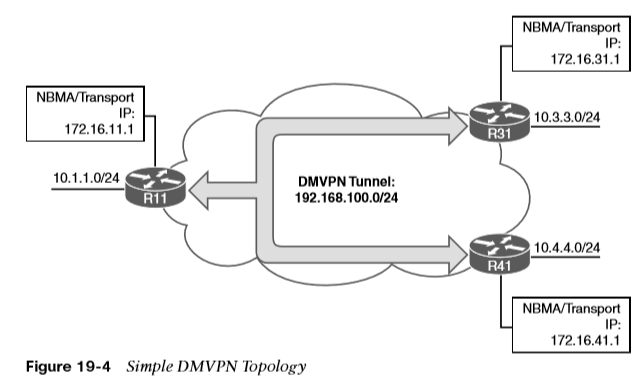 NBMA/Transport
IP:
172.16.31.1
NBMA/Transport
IP:
172.16.11.1
10.3.3.0/24
R31
10.1.1.0/24
R11
DMVPN Tunnel:
192.168.100.0/24
10.4.4.0/24
R41
NBMA/Transport
IP:
172.16.41.1
Figure 19-4 Simple DMVPN Topology